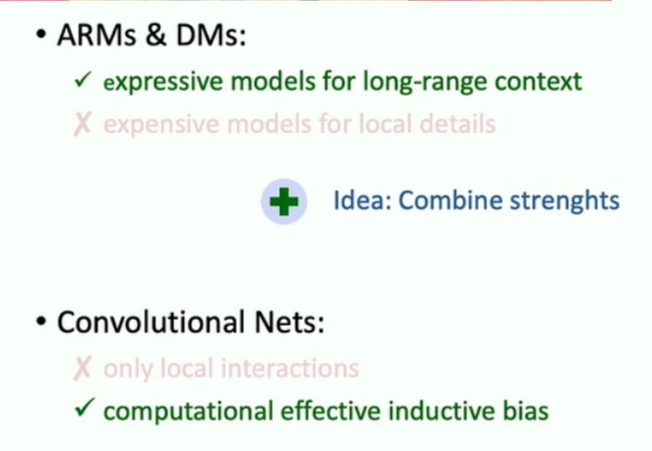 • ARMs & DMs:
✓ expressive models for long-range context
✗ expensive models for local details
+ Idea: Combine strenghts
• Convolutional Nets:
✗ only local interactions
✓ computational effective inductive bias